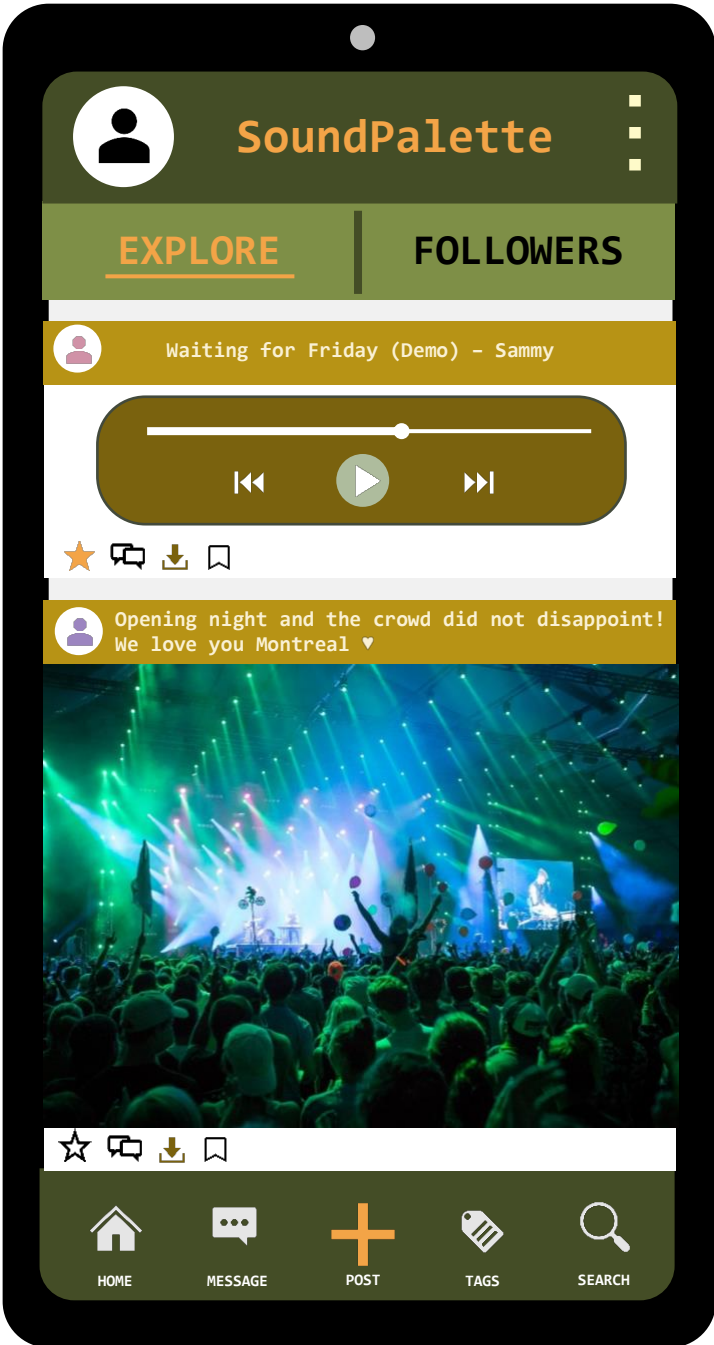 SoundPalette
EXPLORE
FOLLOWERS
Waiting for Friday (Demo) – Sammy
Opening night and the crowd did not disappoint!
We love you Montreal ♥
HOME
MESSAGE
POST
TAGS
SEARCH